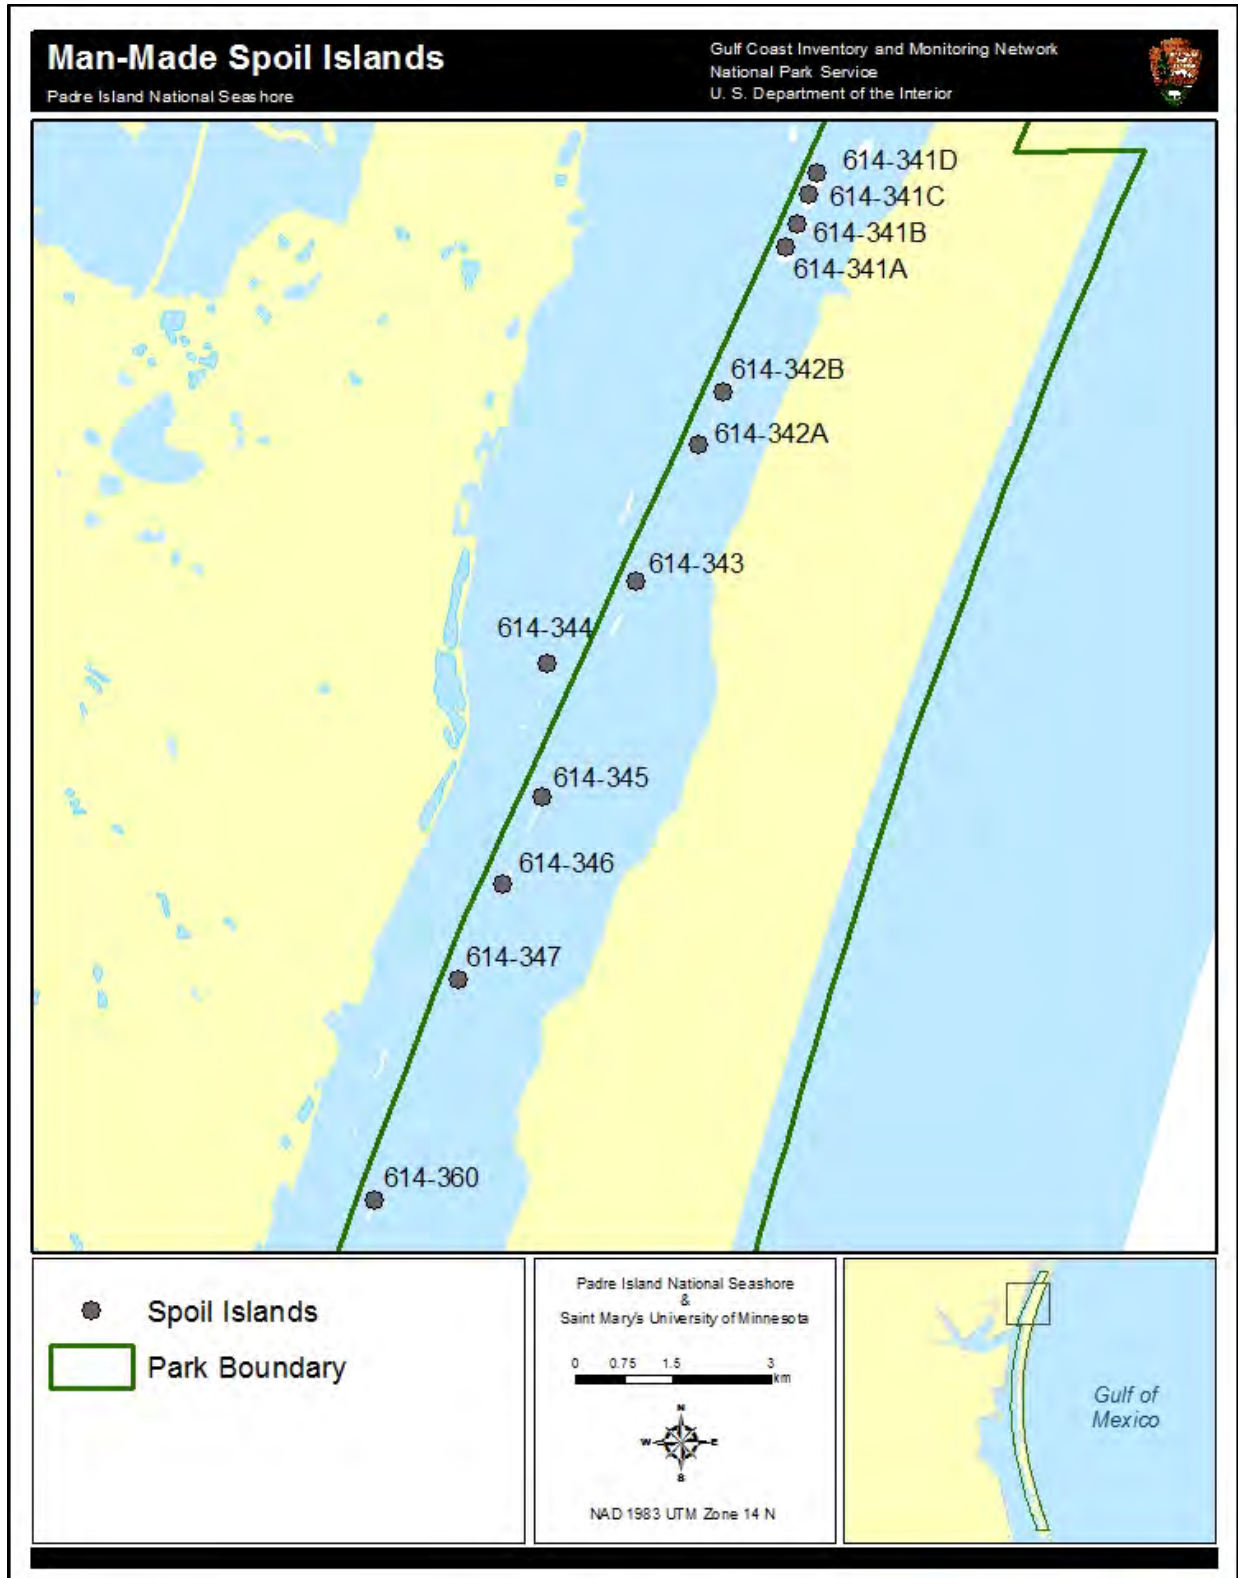 Man-Made Spoil Islands
Padre Island National Seashore
Gulf Coast Inventory and Monitoring Network
National Park Service
U. S. Department of the Interior
614-341D
614-341C
614-341B
614-341A
614-342B
614-342A
614-343
614-344
614-345
614-346
614-347
614-360
Spoil Islands
Park Boundary
Padre Island National Seashore
&
Saint Mary's University of Minnesota
0 0.75 1.5 3
km
N
W E
S
NAD 1983 UTM Zone 14 N
Gulf of
Mexico